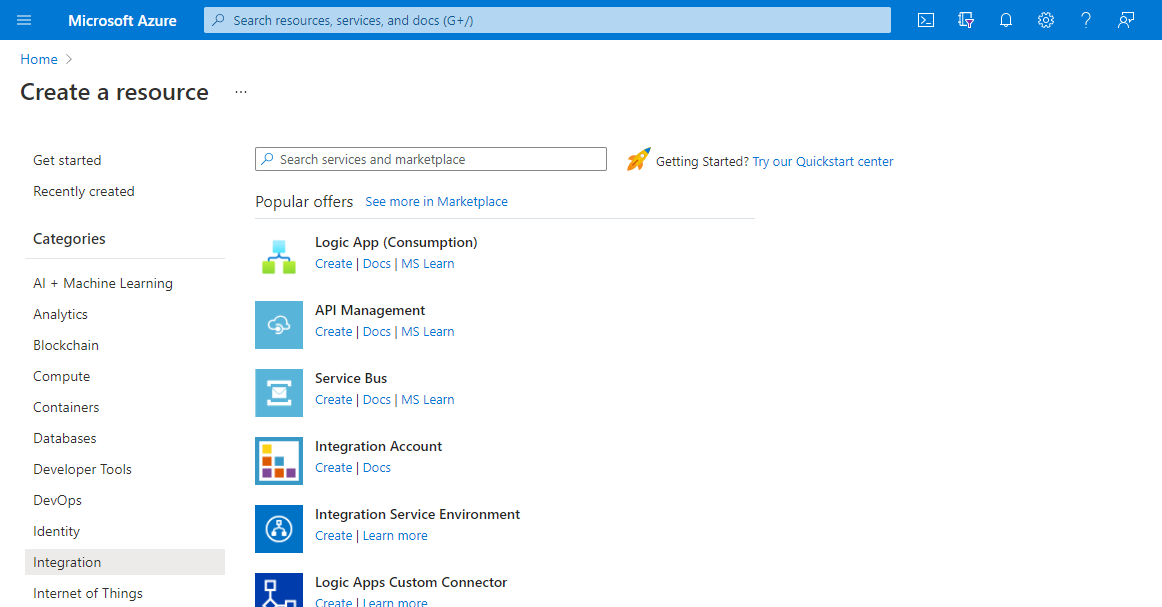 Microsoft Azure
Search resources, services, and docs (G+/)
Home
Create a resource
...
Get started
Recently created
Categories
AI + Machine Learning
Analytics
Blockchain
Compute
Containers
Databases
Developer Tools
DevOps
Identity
Integration
Internet of Things
Search services and marketplace
Getting Started? Try our Quickstart center
Popular offers See more in Marketplace
Logic App (Consumption)
Create | Docs | MS Learn
API Management
Create | Docs | MS Learn
Service Bus
Create | Docs | MS Learn
Integration Account
Create | Docs
Integration Service Environment
Create | Learn more
Logic Apps Custom Connector
Create | Learn more